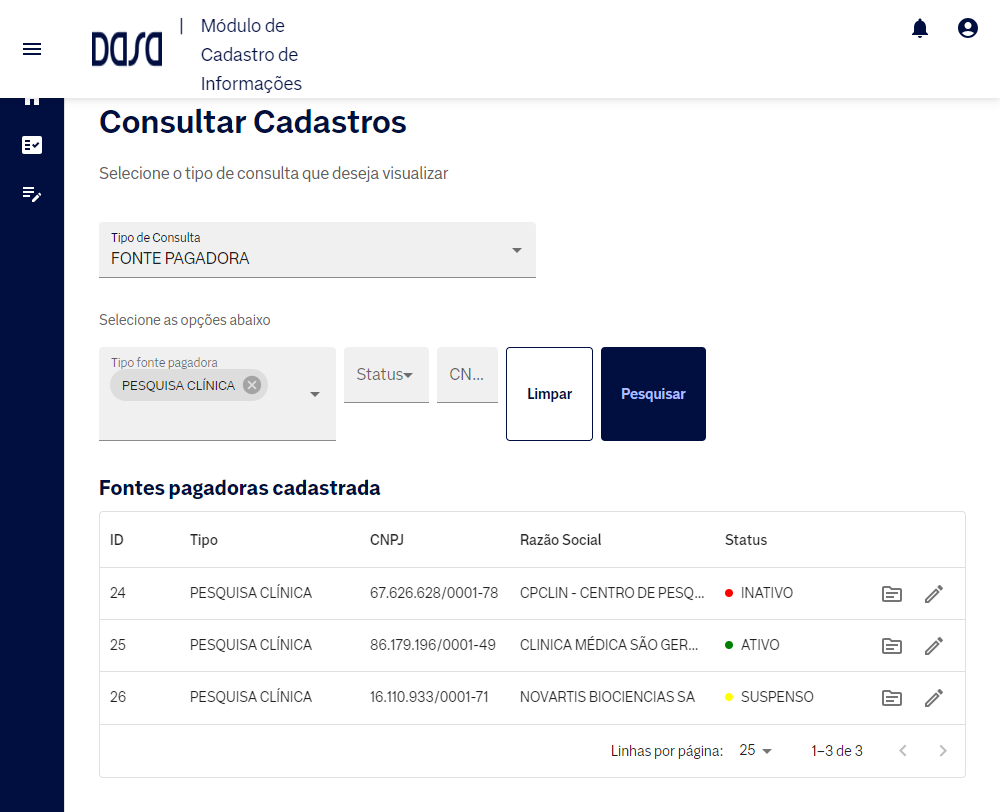 DASA
| Módulo de
Cadastro de
Informações
Consultar Cadastros
Selecione o tipo de consulta que deseja visualizar
Tipo de Consulta
FONTE PAGADORA
Selecione as opções abaixo
Tipo fonte pagadora
PESQUISA CLÍNICA
Status
CN...
Limpar
Pesquisar
Fontes pagadoras cadastrada
ID Tipo CNPJ Razão Social Status
24 PESQUISA CLÍNICA 67.626.628/0001-78 CPCLIN - CENTRO DE PESQ... INATIVO
25 PESQUISA CLÍNICA 86.179.196/0001-49 CLINICA MÉDICA SÃO GER... ATIVO
26 PESQUISA CLÍNICA 16.110.933/0001-71 NOVARTIS BIOCIENCIAS SA SUSPENSO
Linhas por página: 25 1–3 de 3